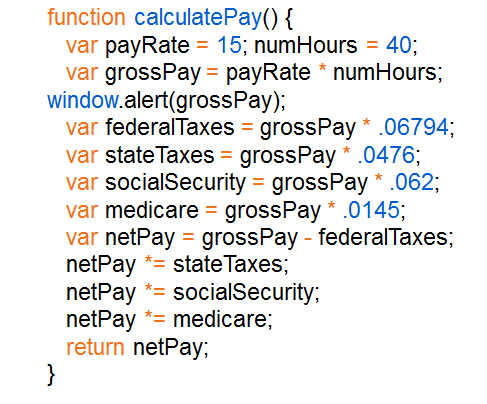 function calculatePay() {
var payRate = 15; numHours = 40;
var grossPay = payRate * numHours;
window.alert(grossPay);
var federalTaxes = grossPay * .06794;
var stateTaxes = grossPay * .0476;
var socialSecurity = grossPay * .062;
var medicare = grossPay * .0145;
var netPay = grossPay - federalTaxes;
netPay *= stateTaxes;
netPay *= socialSecurity;
netPay *= medicare;
return netPay;
}